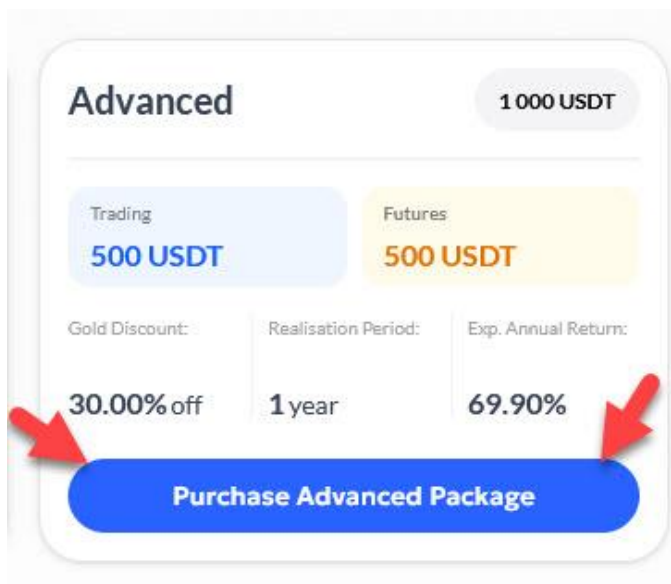 Advanced
1 000 USDT
Trading
500 USDT
Futures
500 USDT
Gold Discount:
30.00% off
Realisation Period:
1 year
Exp. Annual Return:
69.90%
Purchase Advanced Package